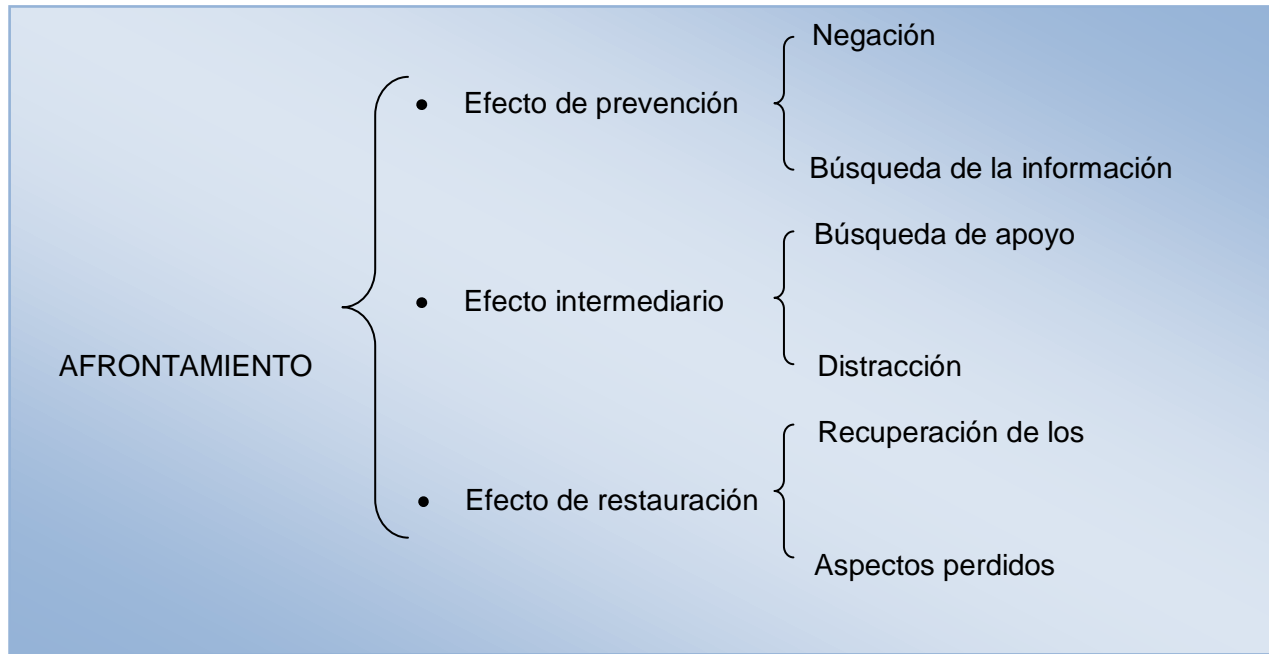 AFRONTAMIENTO
• Efecto de prevención
Negación
Búsqueda de la información
• Efecto intermediario
Búsqueda de apoyo
Distracción
• Efecto de restauración
Recuperación de los
Aspectos perdidos